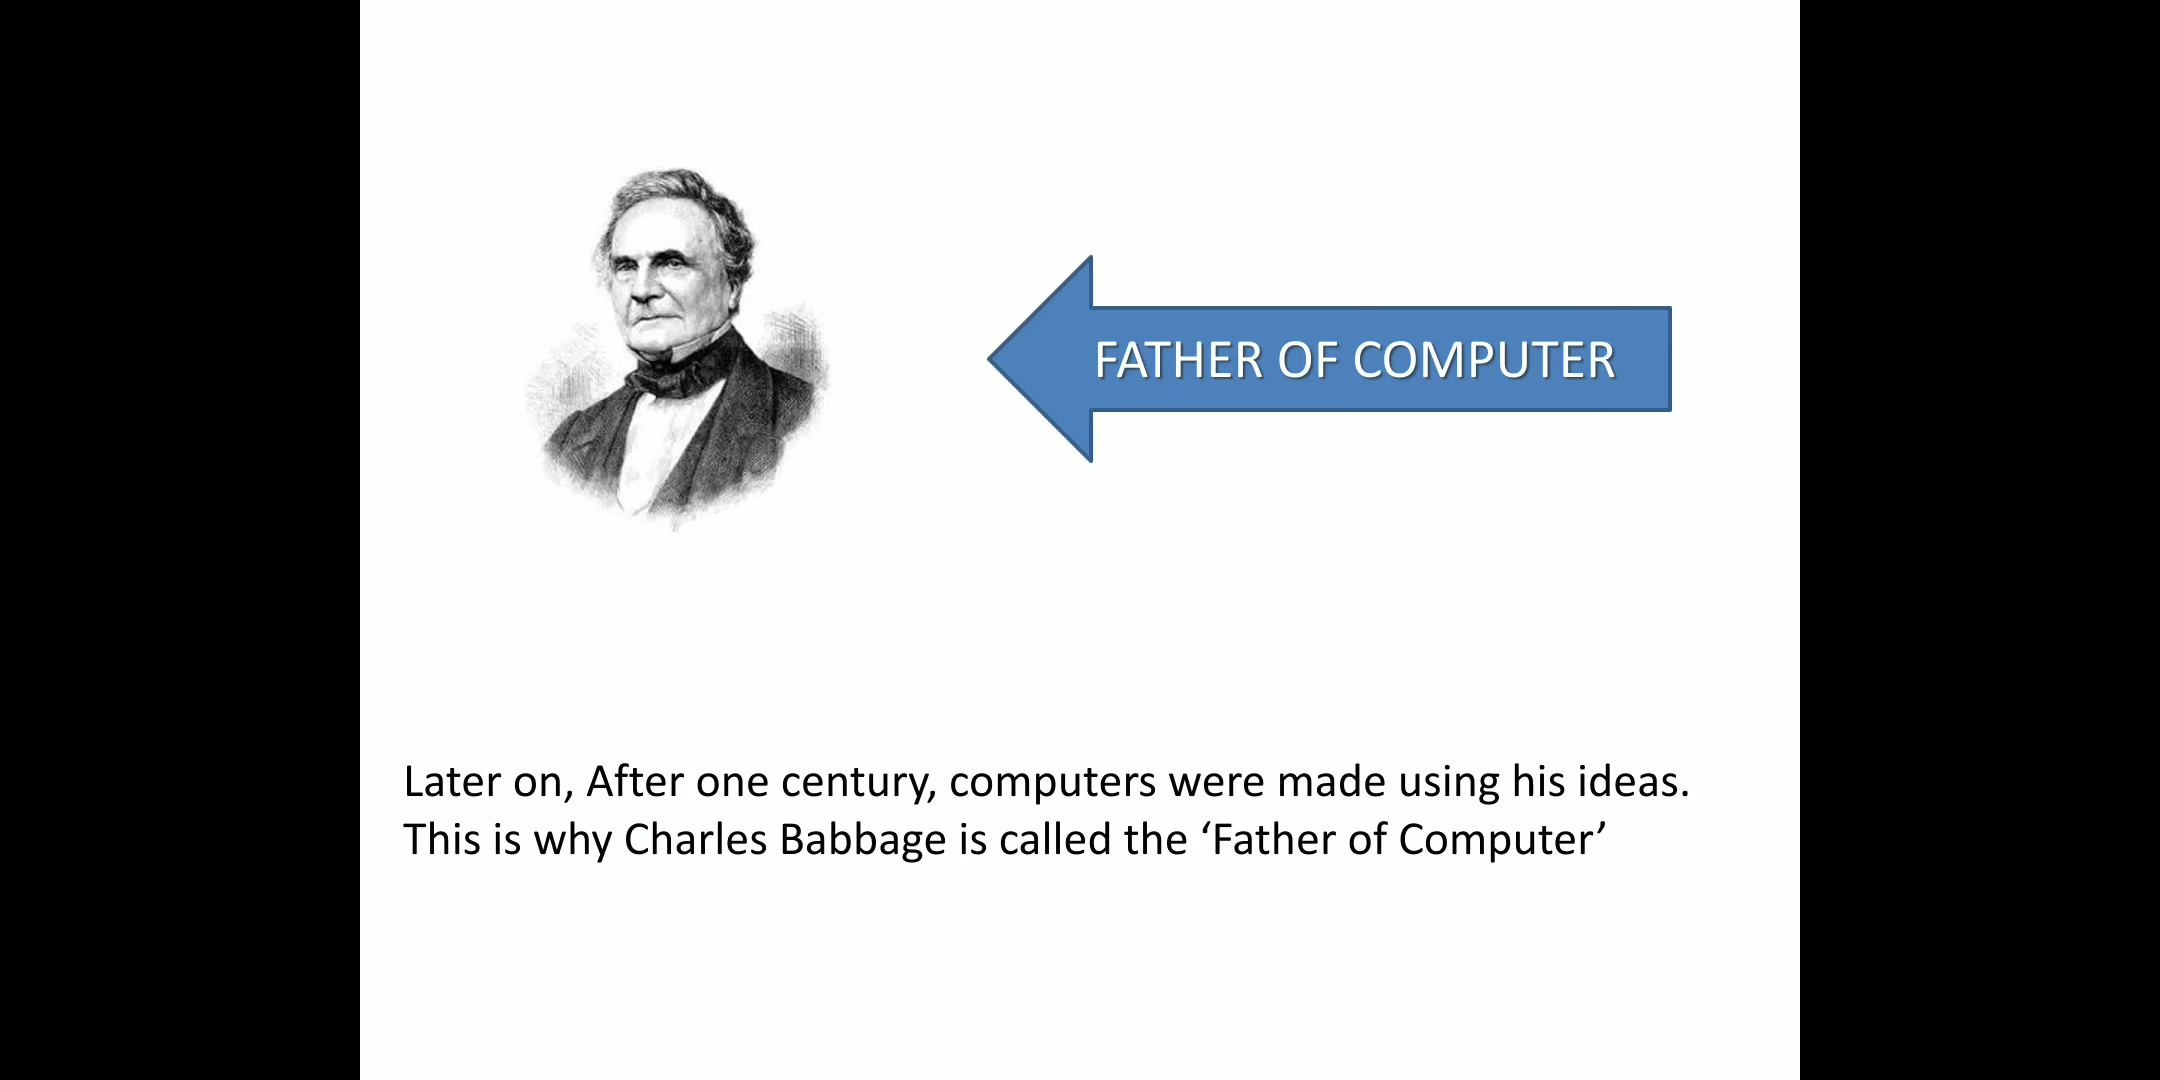 FATHER OF COMPUTER
Later on, After one century, computers were made using his ideas.
This is why Charles Babbage is called the ‘Father of Computer’